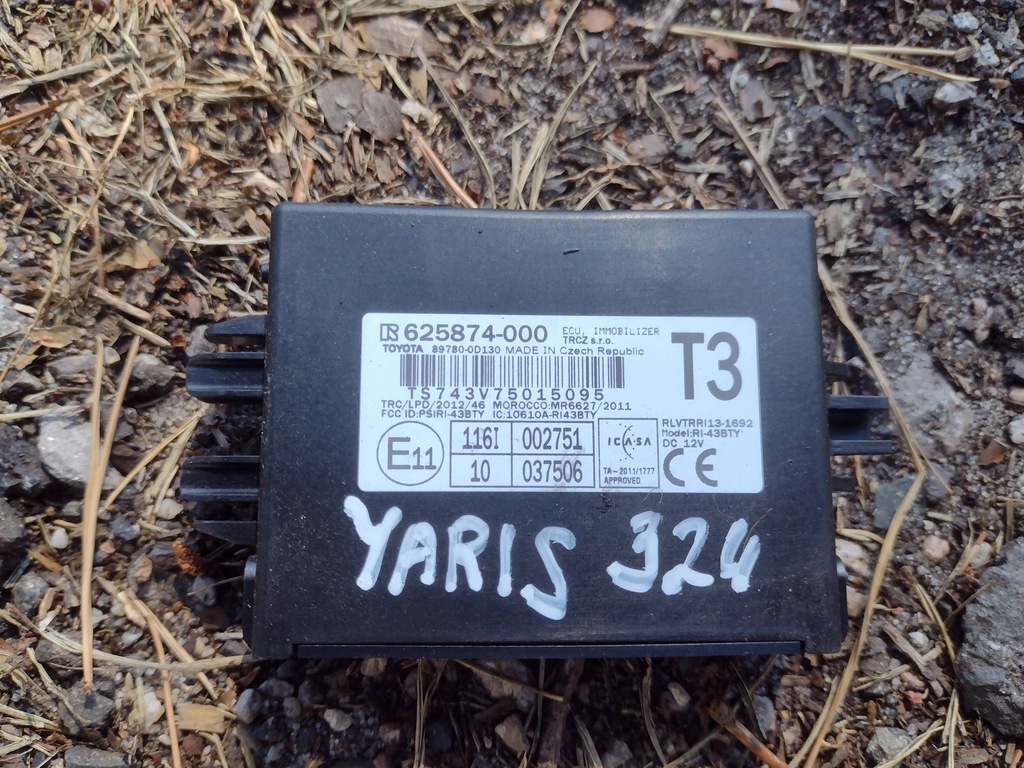 625874-000 ECU, IMMOBILIZER
TRCZ s.r.o.
TOYOTA 89780-0D130 MADE IN Czech Republic
T3
TS743V75015095
TRC/LPD/2012/46 MOROCCO:MR6627/2011
FCC ID:PSIRI-43BTY IC:10610A-RI43BTY
RLVTRRI13-1692
Model:RI-43BTY
DC 12V
E11
116I 002751
10 037506
ICASA
TA-2011/1777
APPROVED
CE
YARIS 324